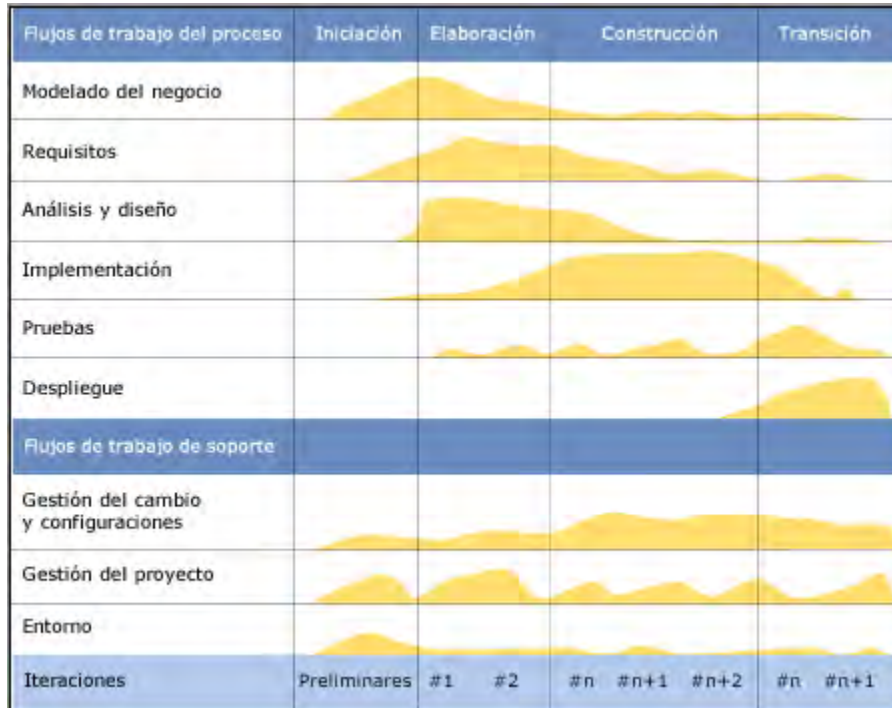 Flujos de trabajo del proceso Iniciación Elaboración Construcción Transición
Modelado del negocio
Requisitos
Análisis y diseño
Implementación
Pruebas
Despliegue
Flujos de trabajo de soporte
Gestión del cambio
y configuraciones
Gestión del proyecto
Entorno
Iteraciones Preliminares #1 #2 #n #n+1 #n+2 #n #n+1